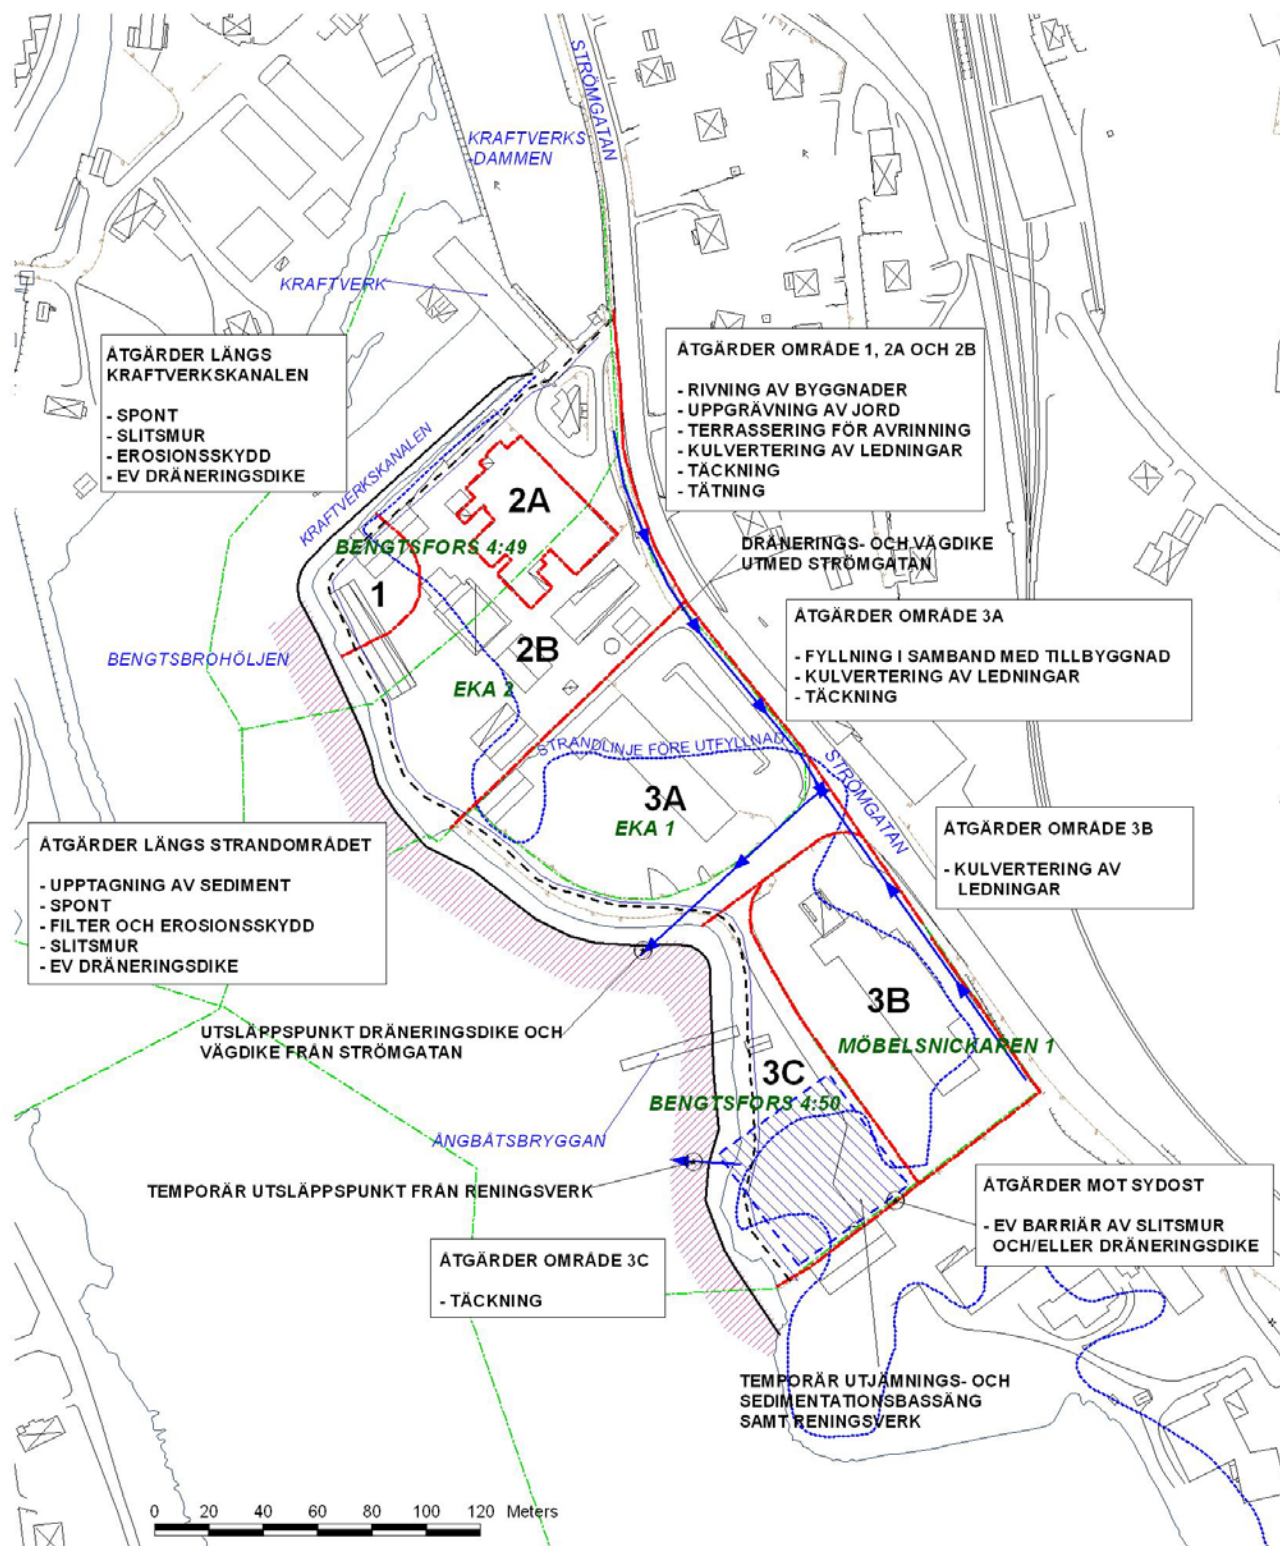 STRÖMGATAN
KRAFTVERKS
-DAMMEN
KRAFTVERK
ÅTGÄRDER LÄNGS
KRAFTVERKSKANALEN
- SPONT
- SLITSMUR
- EROSIONSSKYDD
- EV DRÄNERINGSDIKE
ÅTGÄRDER OMRÅDE 1, 2A OCH 2B
- RIVNING AV BYGGNADER
- UPPGRÄVNING AV JORD
- TERRASSERING FÖR AVRINNING
- KULVERTERING AV LEDNINGAR
- TÄCKNING
- TÄTNING
KRAFTVERKSKANALEN
2A
BENGTSFORS 4:49
DRÄNERINGS- OCH VÄGDIKE
UTMED STRÖMGATAN
1
ÅTGÄRDER OMRÅDE 3A
- FYLLNING I SAMBAND MED TILLBYGGNAD
- KULVERTERING AV LEDNINGAR
- TÄCKNING
2B
BENGTSBROHÖLJEN
EKA 2
STRANDLINJE FÖRE UTFYLLNAD
STRÖMGATAN
3A
EKA 1
ÅTGÄRDER OMRÅDE 3B
- KULVERTERING AV
LEDNINGAR
ÅTGÄRDER LÄNGS STRANDOMRÅDET
- UPPTAGNING AV SEDIMENT
- SPONT
- FILTER OCH EROSIONSSKYDD
- SLITSMUR
- EV DRÄNERINGSDIKE
3B
UTSLÄPPSPUNKT DRÄNERINGSDIKE OCH
VÄGDIKE FRÅN STRÖMGATAN
MÖBELSNICKAREN 1
3C
BENGTSFORS 4:50
ÅNGBÅTSBRYGGAN
TEMPORÄR UTSLÄPPSPUNKT FRÅN RENINGSVERK
ÅTGÄRDER MOT SYDOST
- EV BARRIÄR AV SLITSMUR
OCH/ELLER DRÄNERINGSDIKE
ÅTGÄRDER OMRÅDE 3C
- TÄCKNING
TEMPORÄR UTJÄMNINGS- OCH
SEDIMENTATIONSBASSÄNG
SAMT RENINGSVERK
0 20 40 60 80 100 120 Meters